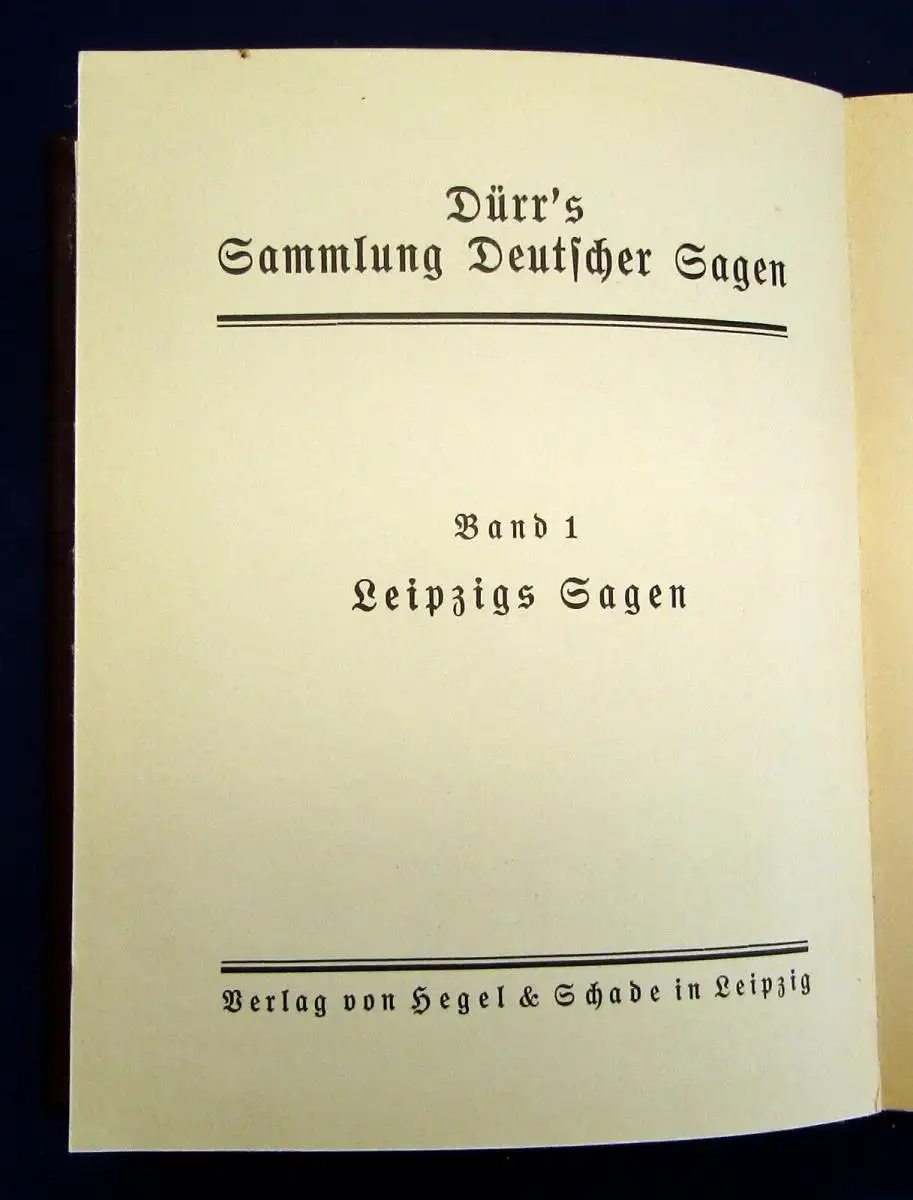 Dürr's
Sammlung Deutſcher Sagen
Band 1
Leipzigs Sagen
Verlag von Hegel & Schade in Leipzig